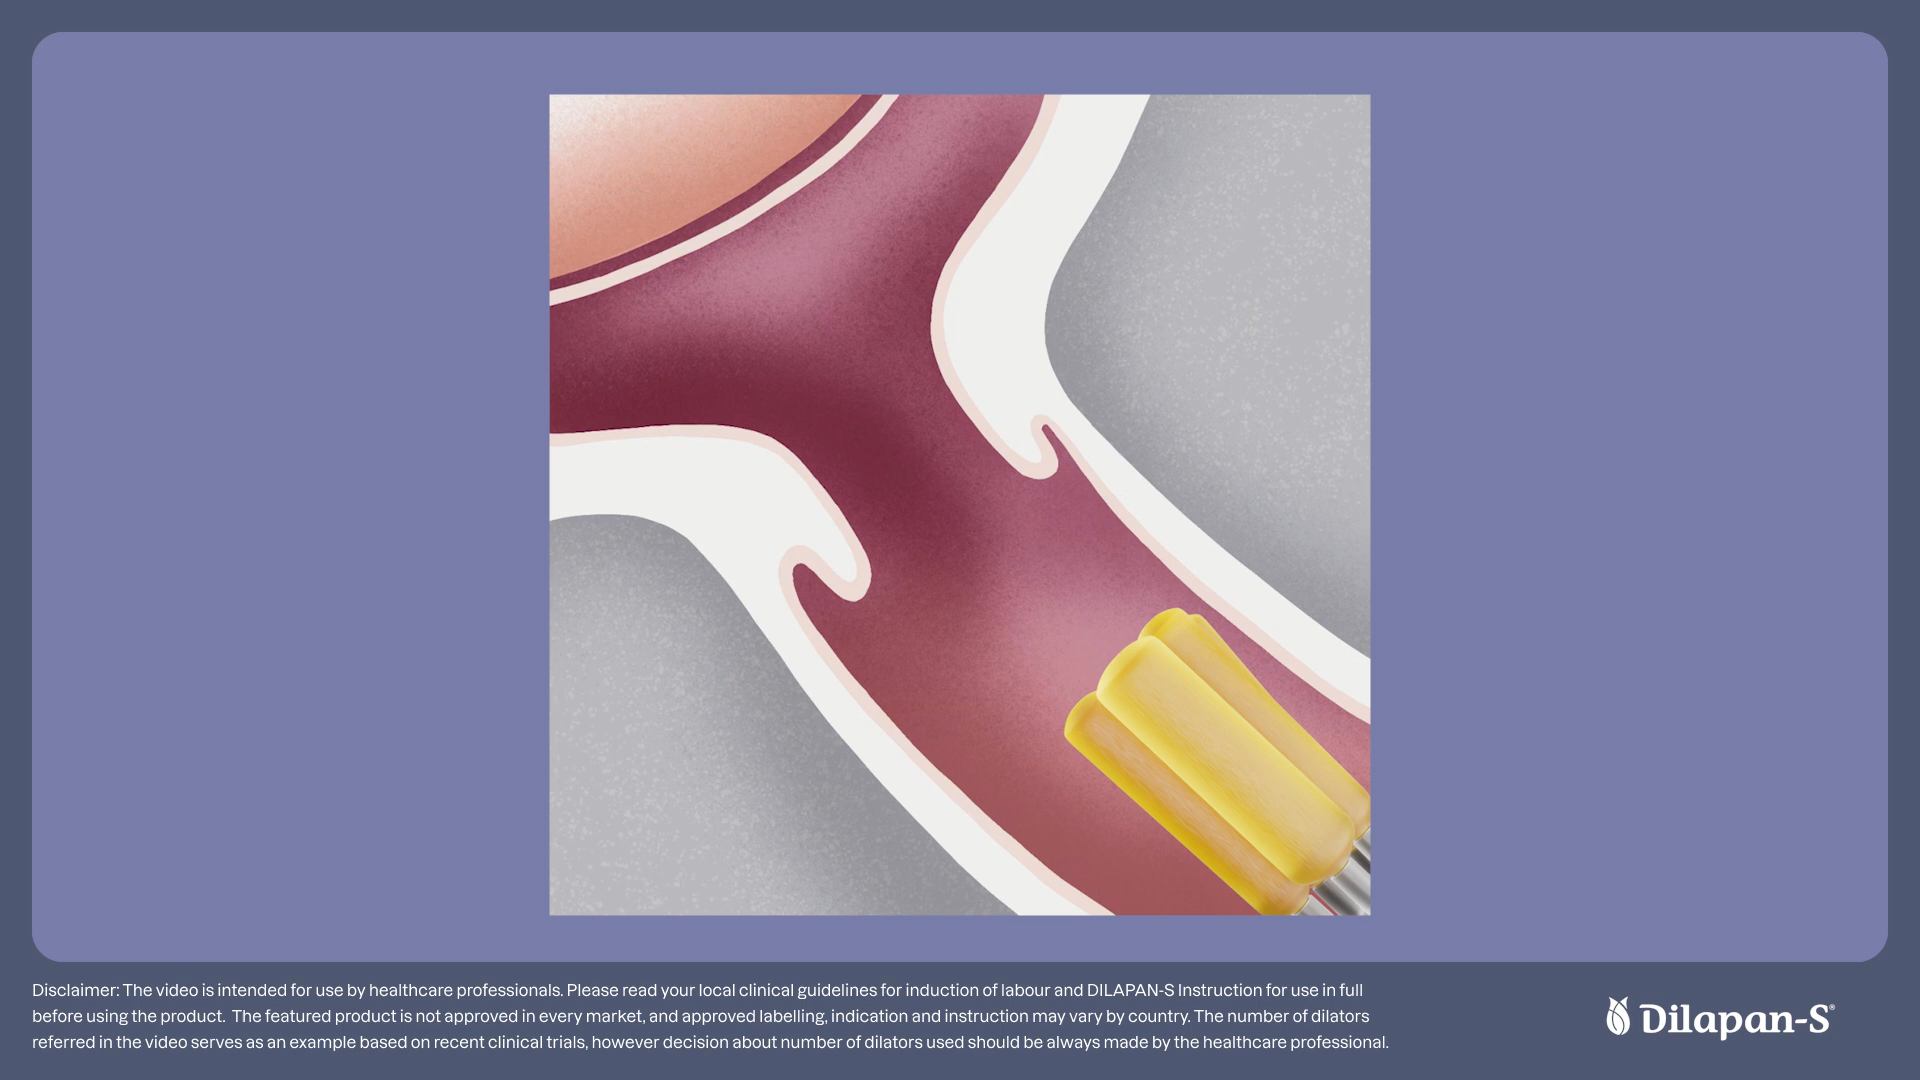 Disclaimer: The video is intended for use by healthcare professionals. Please read your local clinical guidelines for induction of labour and DILAPAN-S Instruction for use in full
before using the product.  The featured product is not approved in every market, and approved labelling, indication and instruction may vary by country. The number of dilators
referred in the video serves as an example based on recent clinical trials, however decision about number of dilators used should be always made by the healthcare professional.
Dilapan-S®